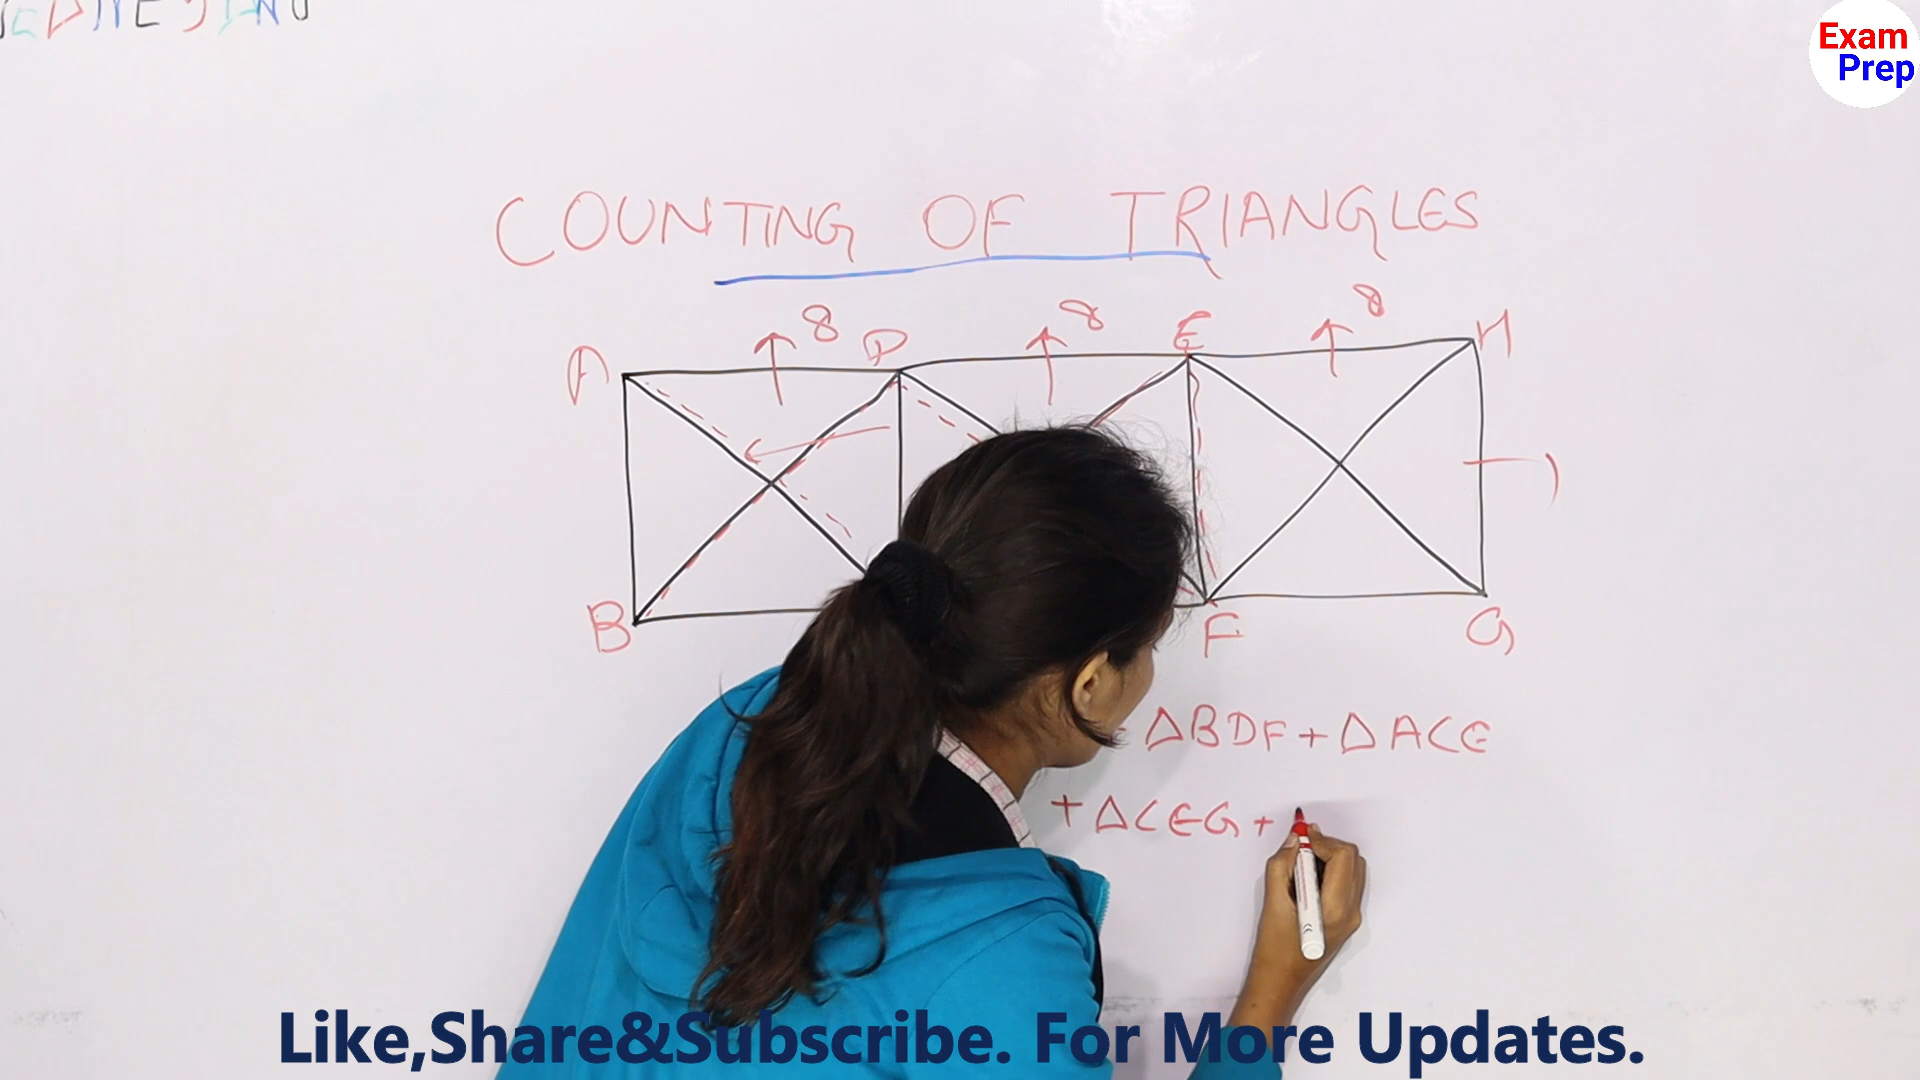 Exam
Prep
COUNTING OF TRIANGLES
8 8 8
A D E H
B F G
ΔBDF + ΔACE
+ ΔCEG +
Like,Share&Subscribe. For More Updates.